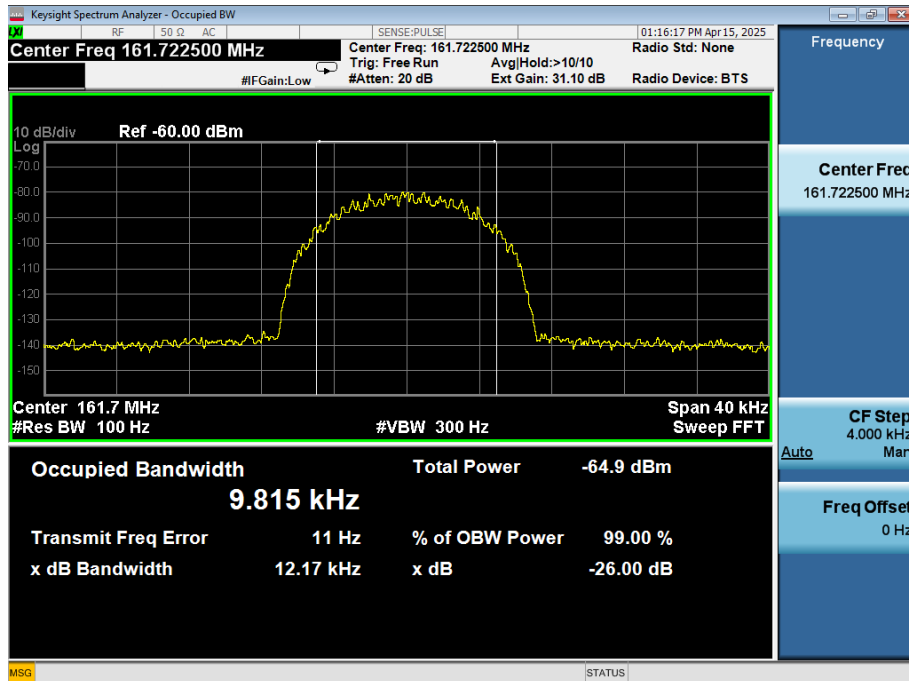 Keysight Spectrum Analyzer - Occupied BW
LXI RF 50 Ω AC SENSE:PULSE 01:16:17 PM Apr 15, 2025
Center Freq 161.722500 MHz
Center Freq: 161.722500 MHz Radio Std: None
Trig: Free Run Avg|Hold:>10/10
#IFGain:Low #Atten: 20 dB Ext Gain: 31.10 dB Radio Device: BTS
10 dB/div Ref -60.00 dBm
Log
-70.0
-80.0
-90.0
-100
-110
-120
-130
-140
-150
Center 161.7 MHz Span 40 kHz
#Res BW 100 Hz #VBW 300 Hz Sweep FFT
Occupied Bandwidth Total Power -64.9 dBm
9.815 kHz
Transmit Freq Error 11 Hz % of OBW Power 99.00 %
x dB Bandwidth 12.17 kHz x dB -26.00 dB
MSG STATUS
Frequency
Center Freq
161.722500 MHz
CF Step
4.000 kHz
Auto Man
Freq Offset
0 Hz